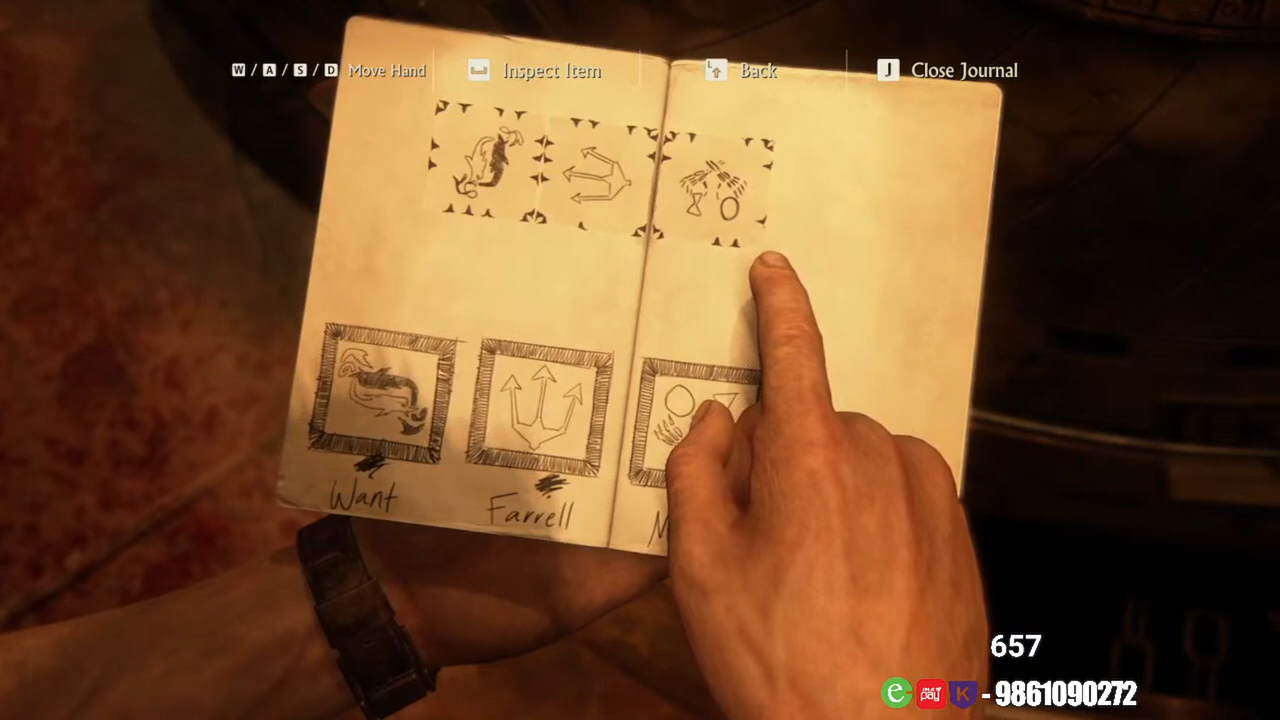 W / A / S / D Move Hand Inspect Item Back J Close Journal
Want
Farrell
657
- 9861090272